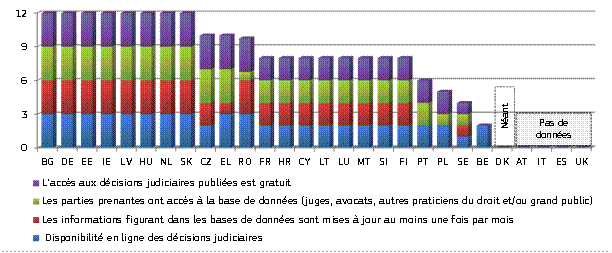 12
9
6
3
0
Néant
Pas de
données
BG DE EE IE LV HU NL SK CZ EL RO FR HR CY LT LU MT SI FI PT PL SE BE DK AT IT ES UK
L'accès aux décisions judiciaires publiées est gratuit
Les parties prenantes ont accès à la base de données (juges, avocats, autres praticiens du droit et/ou grand public)
Les informations figurant dans les bases de données sont mises à jour au moins une fois par mois
Disponibilité en ligne des décisions judiciaires